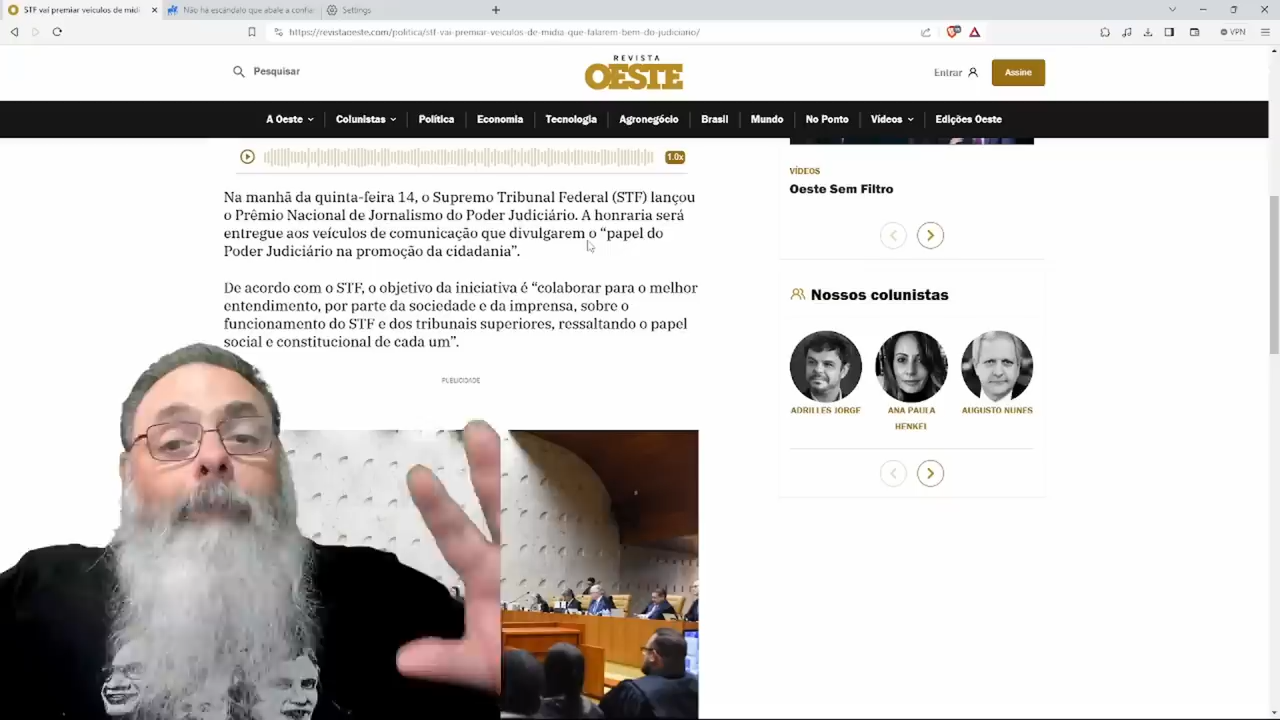 STF vai premiar veículos de mídi
Não há escândalo que abale a confia
Settings
https://revistaoeste.com/politica/stf-vai-premiar-veiculos-de-midia-que-falarem-bem-do-judiciario/
VPN
Pesquisar
REVISTA
OESTE
Entrar
Assine
A Oeste
Colunistas
Política
Economia
Tecnologia
Agronegócio
Brasil
Mundo
No Ponto
Vídeos
Edições Oeste
1.0x
Na manhã da quinta-feira 14, o Supremo Tribunal Federal (STF) lançou
o Prêmio Nacional de Jornalismo do Poder Judiciário. A honraria será
entregue aos veículos de comunicação que divulgarem o “papel do
Poder Judiciário na promoção da cidadania”.
De acordo com o STF, o objetivo da iniciativa é “colaborar para o melhor
entendimento, por parte da sociedade e da imprensa, sobre o
funcionamento do STF e dos tribunais superiores, ressaltando o papel
social e constitucional de cada um”.
PUBLICIDADE
VÍDEOS
Oeste Sem Filtro
Nossos colunistas
ADRILLES JORGE
ANA PAULA
HENKEL
AUGUSTO NUNES